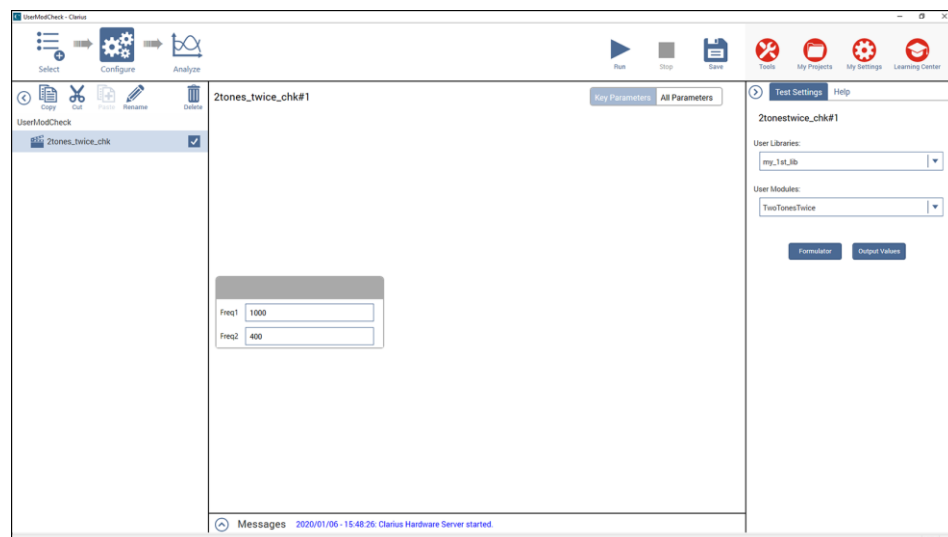 UserModCheck - Clarius
Select
Configure
Analyze
Run
Stop
Save
Tools
My Projects
My Settings
Learning Center
Copy
Cut
Paste
Rename
Delete
UserModCheck
2tones_twice_chk
2tones_twice_chk#1
Key Parameters
All Parameters
Freq1 1000
Freq2 400
Messages 2020/01/06 - 15:48:26: Clarius Hardware Server started.
Test Settings
Help
2tonestwice_chk#1
User Libraries:
my_1st_lib
User Modules:
TwoTonesTwice
Formulator
Output Values